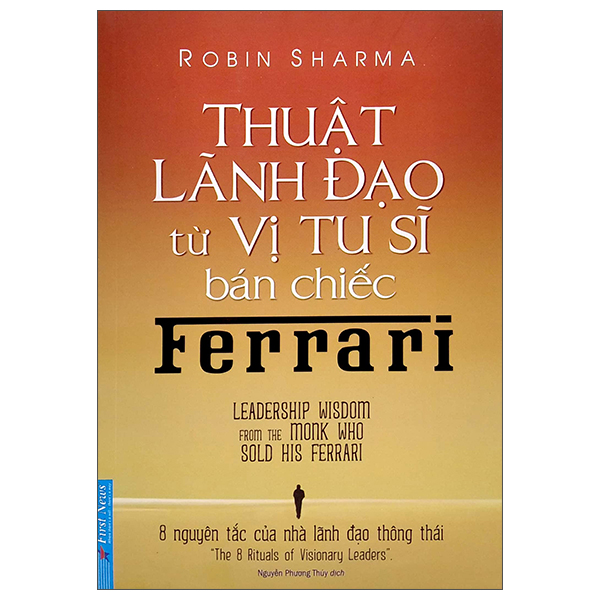 ROBIN SHARMA
THUẬT
LÃNH ĐẠO
từ VỊ TU SĨ
bán chiếc
Ferrari
LEADERSHIP WISDOM
FROM THE MONK WHO
SOLD HIS FERRARI
8 nguyên tắc của nhà lãnh đạo thông thái
"The 8 Rituals of Visionary Leaders".
Nguyễn Phương Thúy dịch
First News